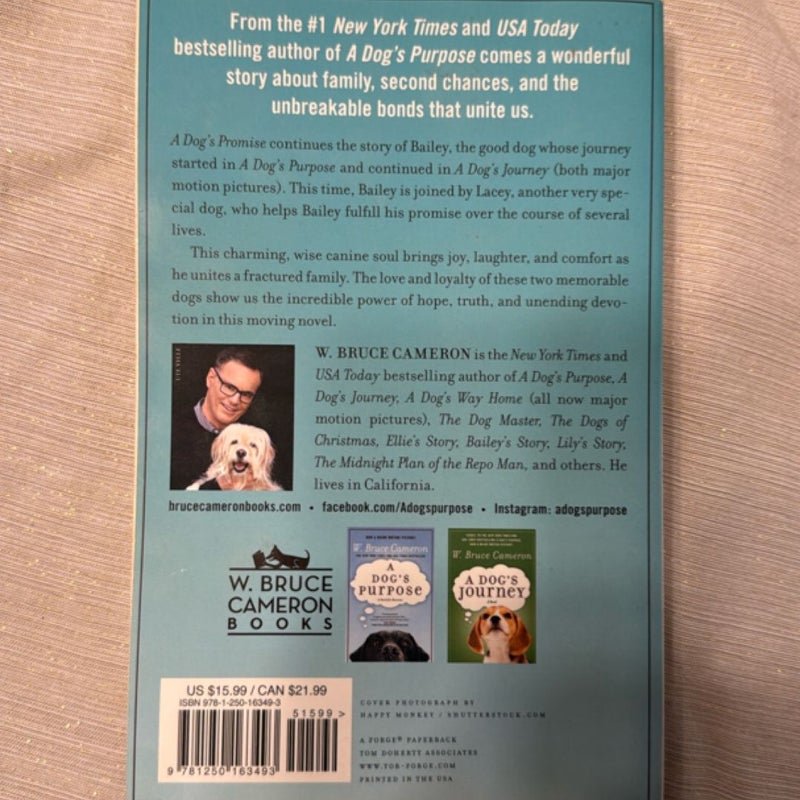 From the #1 New York Times and USA Today
bestselling author of A Dog's Purpose comes a wonderful
story about family, second chances, and the
unbreakable bonds that unite us.
A Dog's Promise continues the story of Bailey, the good dog whose journey
started in A Dog's Purpose and continued in A Dog's Journey (both major
motion pictures). This time, Bailey is joined by Lacey, another very spe-
cial dog, who helps Bailey fulfill his promise over the course of several
lives.
This charming, wise canine soul brings joy, laughter, and comfort as
he unites a fractured family. The love and loyalty of these two memorable
dogs show us the incredible power of hope, truth, and unending devo-
tion in this moving novel.
W. BRUCE CAMERON is the New York Times and
USA Today bestselling author of A Dog's Purpose, A
Dog's Journey, A Dog's Way Home (all now major
motion pictures), The Dog Master, The Dogs of
Christmas, Ellie's Story, Bailey's Story, Lily's Story,
The Midnight Plan of the Repo Man, and others. He
lives in California.
brucecameronbooks.com • facebook.com/Adogspurpose • Instagram: adogspurpose
W. BRUCE
CAMERON
BOOKS
W. Bruce Cameron
A
DOG'S
PURPOSE
W. Bruce Cameron
A DOG'S
JOURNEY
US $15.99 / CAN $21.99
ISBN 978-1-250-16349-3
51599>
9 781250 163493
COVER PHOTOGRAPH BY
HAPPY MONKEY / SHUTTERSTOCK.COM
A FORGE® PAPERBACK
TOM DOHERTY ASSOCIATES
WWW.TOR-FORGE.COM
PRINTED IN THE USA